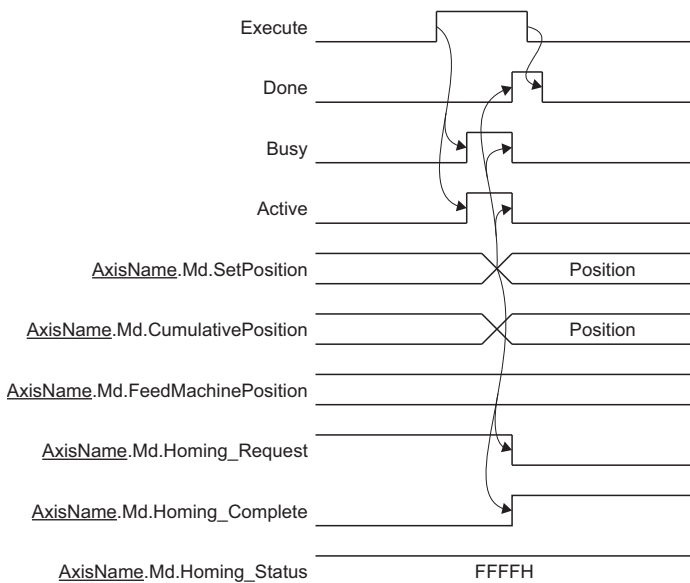 Execute
Done
Busy
Active
AxisName.Md.SetPosition Position
AxisName.Md.CumulativePosition Position
AxisName.Md.FeedMachinePosition
AxisName.Md.Homing_Request
AxisName.Md.Homing_Complete
AxisName.Md.Homing_Status FFFFH